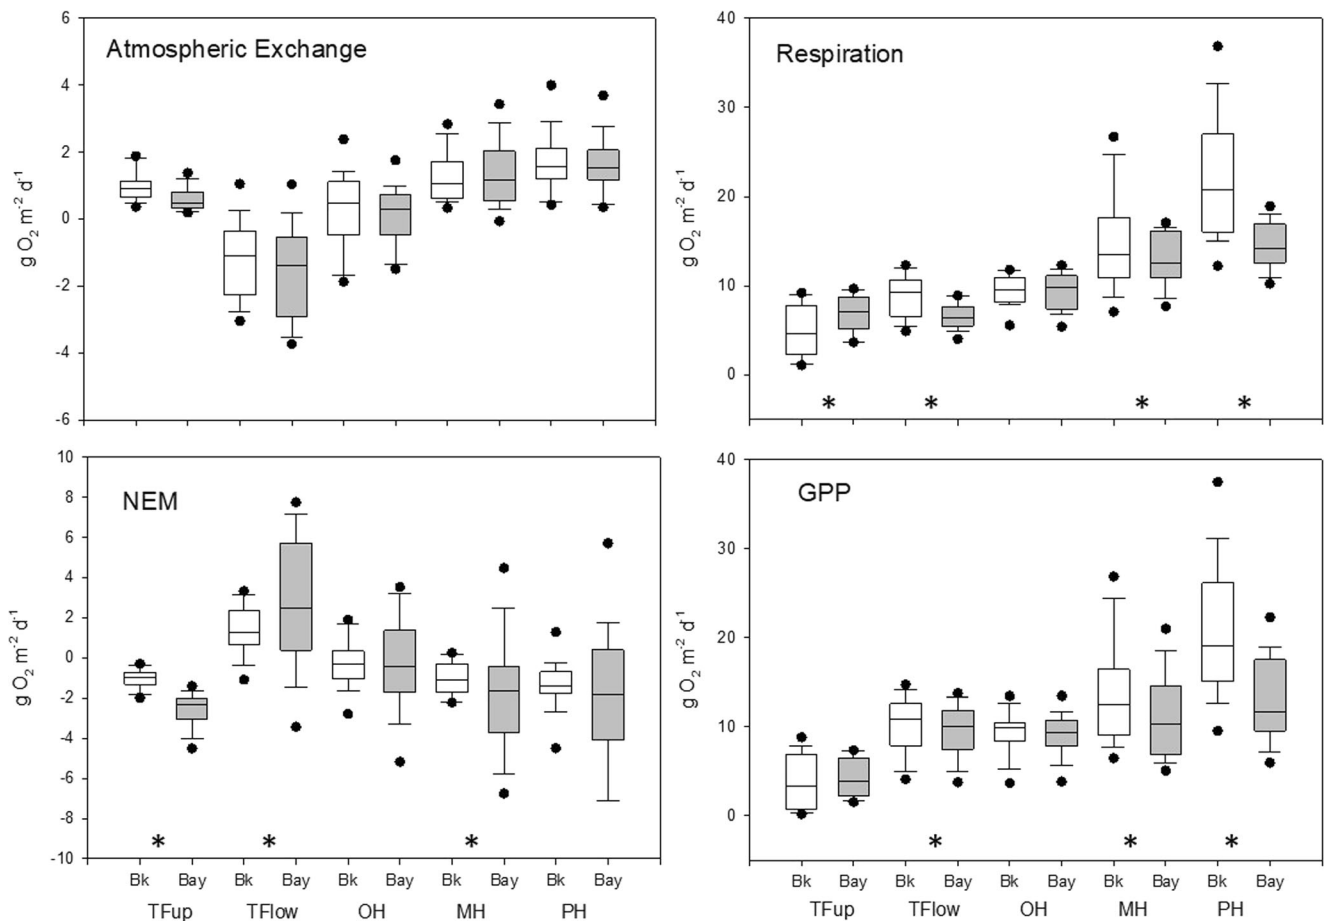 Atmospheric Exchange
g O2 m-2 d-1
6
4
2
0
-2
-4
-6
Respiration
g O2 m-2 d-1
40
30
20
10
0
* * * *
NEM
g O2 m-2 d-1
10
8
6
4
2
0
-2
-4
-6
-8
-10
* * *
Bk Bay Bk Bay Bk Bay Bk Bay Bk Bay
TFup TFlow OH MH PH
GPP
g O2 m-2 d-1
40
30
20
10
0
* * *
Bk Bay Bk Bay Bk Bay Bk Bay Bk Bay
TFup TFlow OH MH PH